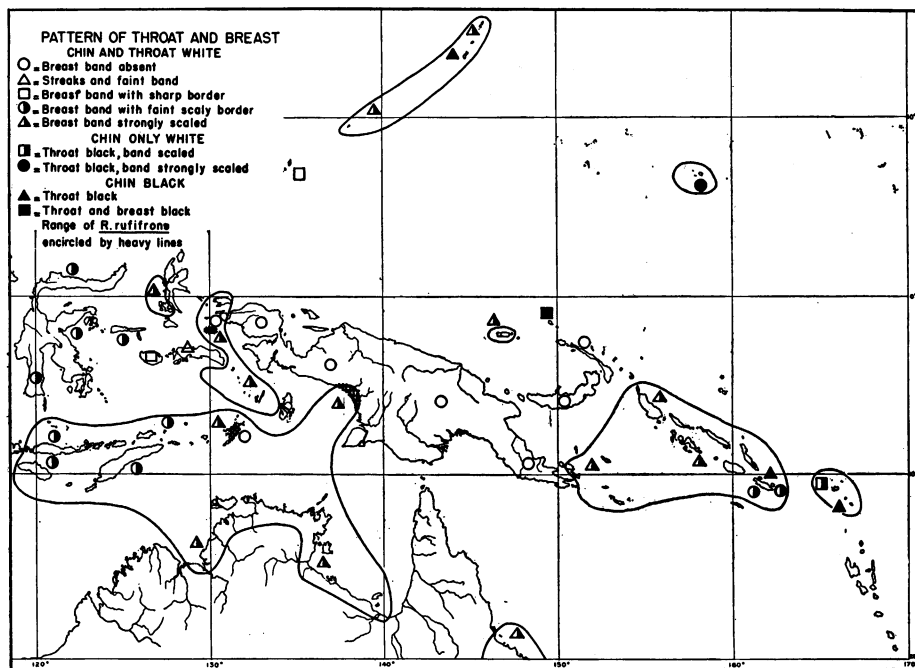 PATTERN OF THROAT AND BREAST
CHIN AND THROAT WHITE
= Breast band absent
= Streaks and faint band
= Breast band with sharp border
= Breast band with faint scaly border
= Breast band strongly scaled
CHIN ONLY WHITE
= Throat black, band scaled
= Throat black, band strongly scaled
CHIN BLACK
= Throat black
= Throat and breast black
Range of R. rufifrons
encircled by heavy lines
120° 130° 140° 150° 160° 170°